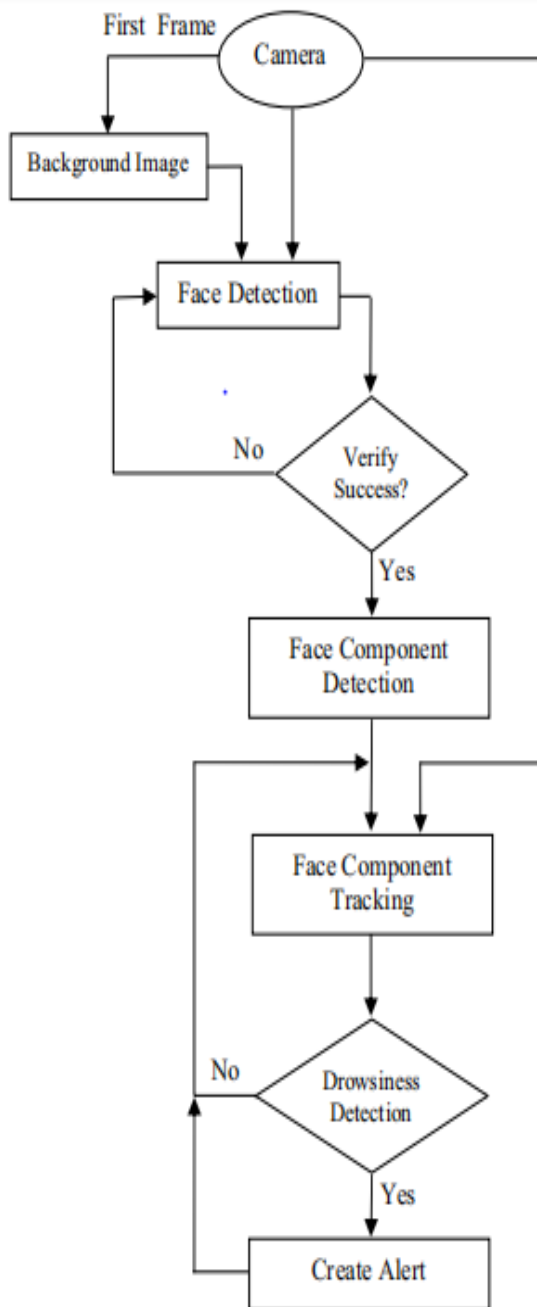 First Frame
Camera
Background Image
Face Detection
No
Verify
Success?
Yes
Face Component
Detection
Face Component
Tracking
No
Drowsiness
Detection
Yes
Create Alert